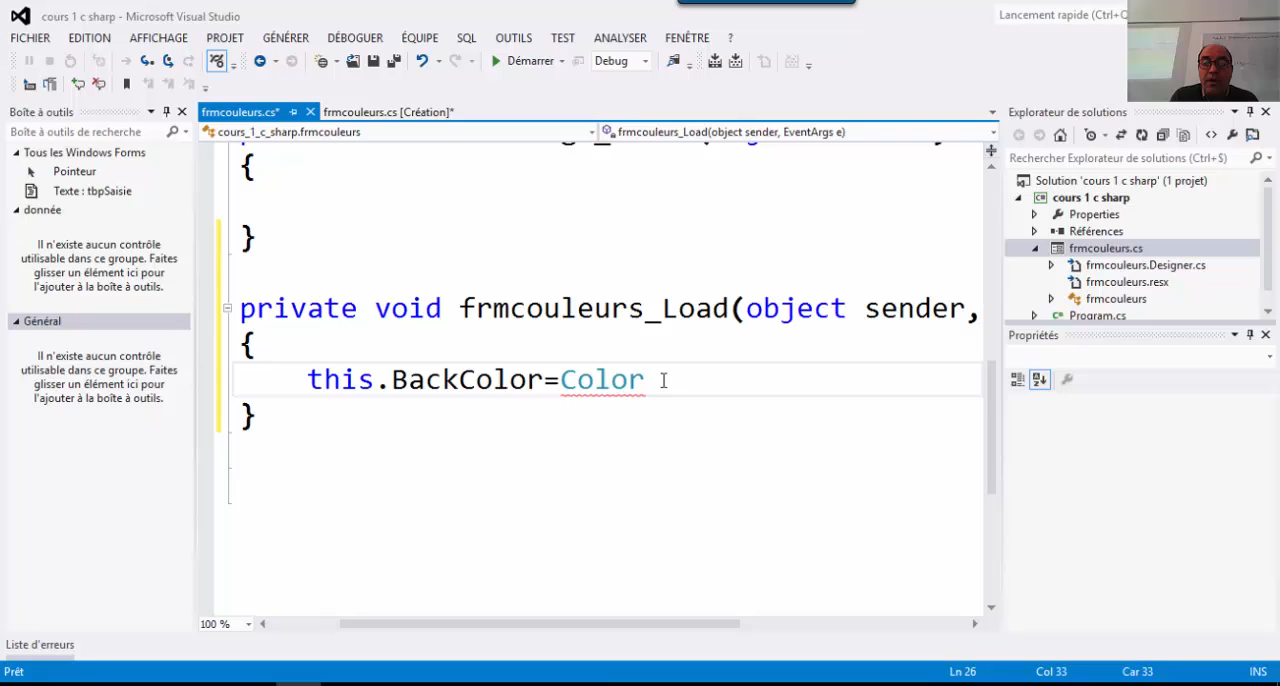 cours 1 c sharp - Microsoft Visual Studio
Lancement rapide (Ctrl+Q
FICHIER EDITION AFFICHAGE PROJET GÉNÉRER DÉBOGUER ÉQUIPE SQL OUTILS TEST ANALYSER FENÊTRE ?
Démarrer Debug
Boîte à outils
Boîte à outils de recherche
Tous les Windows Forms
Pointeur
Texte : tbpSaisie
donnée
Il n'existe aucun contrôle
utilisable dans ce groupe. Faites
glisser un élément ici pour
l'ajouter à la boîte à outils.
Général
Il n'existe aucun contrôle
utilisable dans ce groupe. Faites
glisser un élément ici pour
l'ajouter à la boîte à outils.
frmcouleurs.cs* frmcouleurs.cs [Création]*
cours_1_c_sharp.frmcouleurs frmcouleurs_Load(object sender, EventArgs e)
{
}
private void frmcouleurs_Load(object sender,
{
this.BackColor=Color
}
100 %
Explorateur de solutions
Rechercher Explorateur de solutions (Ctrl+$)
Solution 'cours 1 c sharp' (1 projet)
cours 1 c sharp
Properties
Références
frmcouleurs.cs
frmcouleurs.Designer.cs
frmcouleurs.resx
frmcouleurs
Program.cs
Propriétés
Liste d'erreurs
Prêt Ln 26 Col 33 Car 33 INS